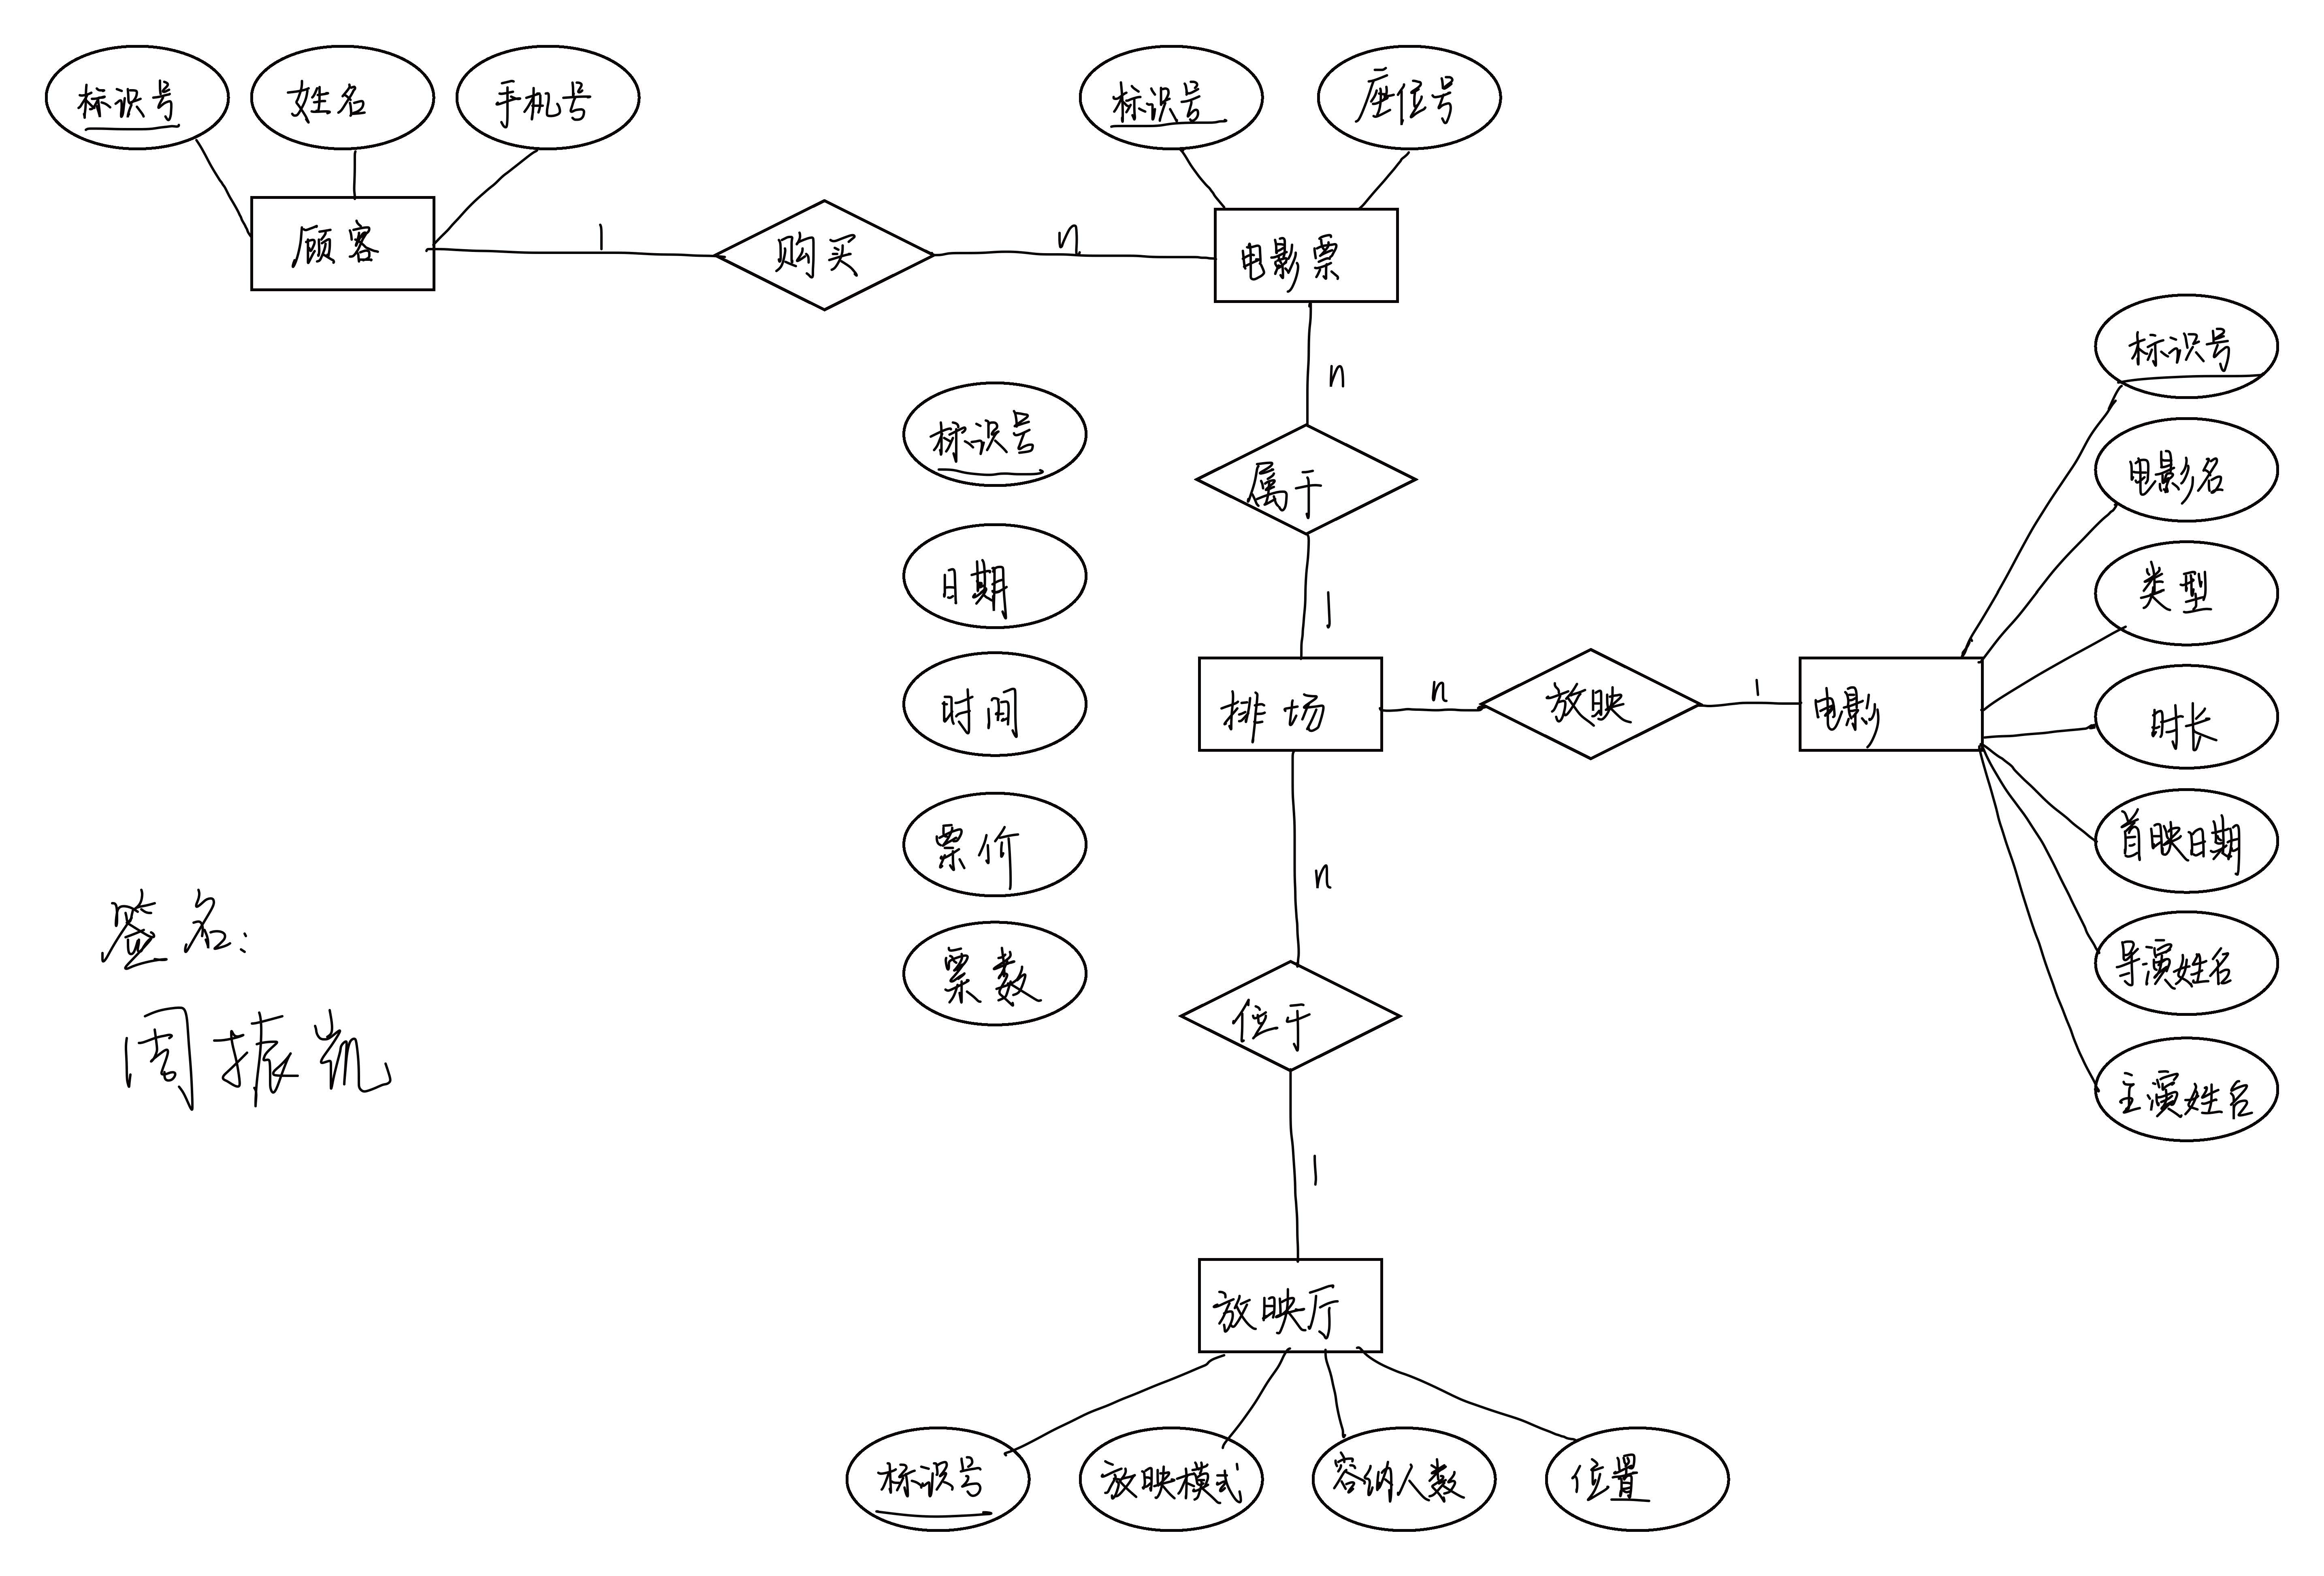 标识号 姓名 手机号
标识号 座位号
顾客 1 购买 n 电影票
n
标识号
属于
日期
1
时间
排场 n 放映 1 电影
票价
票数
n
位于
1
放映厅
标识号 放映模式 容纳人数 位置
标识号
电影名
类型
时长
首映日期
导演姓名
主演姓名
签名:
周振凯